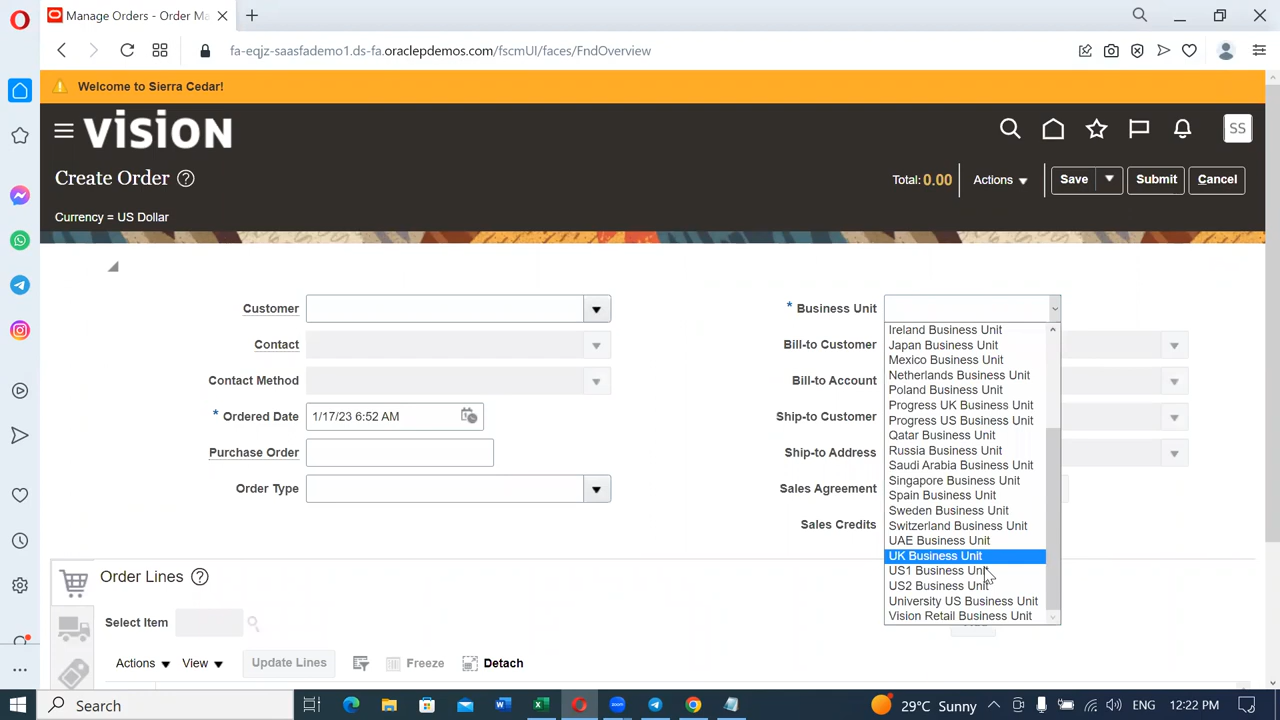 Manage Orders - Order Ma
fa-eqjz-saasfademo1.ds-fa.oraclepdemos.com/fscmUI/faces/FndOverview
Welcome to Sierra Cedar!
VISION
SS
Create Order
Total: 0.00
Actions
Save
Submit
Cancel
Currency = US Dollar
Customer
Contact
Contact Method
Ordered Date
1/17/23 6:52 AM
Purchase Order
Order Type
Business Unit
Bill-to Customer
Bill-to Account
Ship-to Customer
Ship-to Address
Sales Agreement
Sales Credits
Ireland Business Unit
Japan Business Unit
Mexico Business Unit
Netherlands Business Unit
Poland Business Unit
Progress UK Business Unit
Progress US Business Unit
Qatar Business Unit
Russia Business Unit
Saudi Arabia Business Unit
Singapore Business Unit
Spain Business Unit
Sweden Business Unit
Switzerland Business Unit
UAE Business Unit
UK Business Unit
US1 Business Unit
US2 Business Unit
University US Business Unit
Vision Retail Business Unit
Order Lines
Select Item
Actions
View
Update Lines
Freeze
Detach
Search
29°C Sunny
ENG
12:22 PM